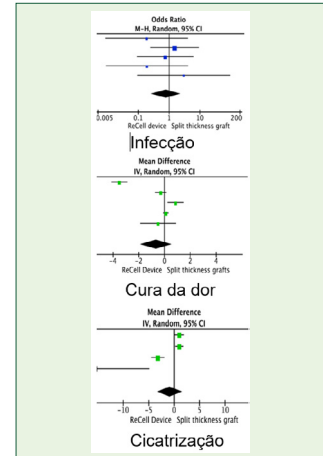 Odds Ratio
M-H, Random, 95% CI
0.005 0.1 1 10 200
ReCell device Split thickness graft
Infecção
Mean Difference
IV, Random, 95% CI
-4 -2 0 2 4
ReCell Device Split thickness grafts
Cura da dor
Mean Difference
IV, Random, 95% CI
-10 -5 0 5 10
ReCell Device Split thickness graft
Cicatrização